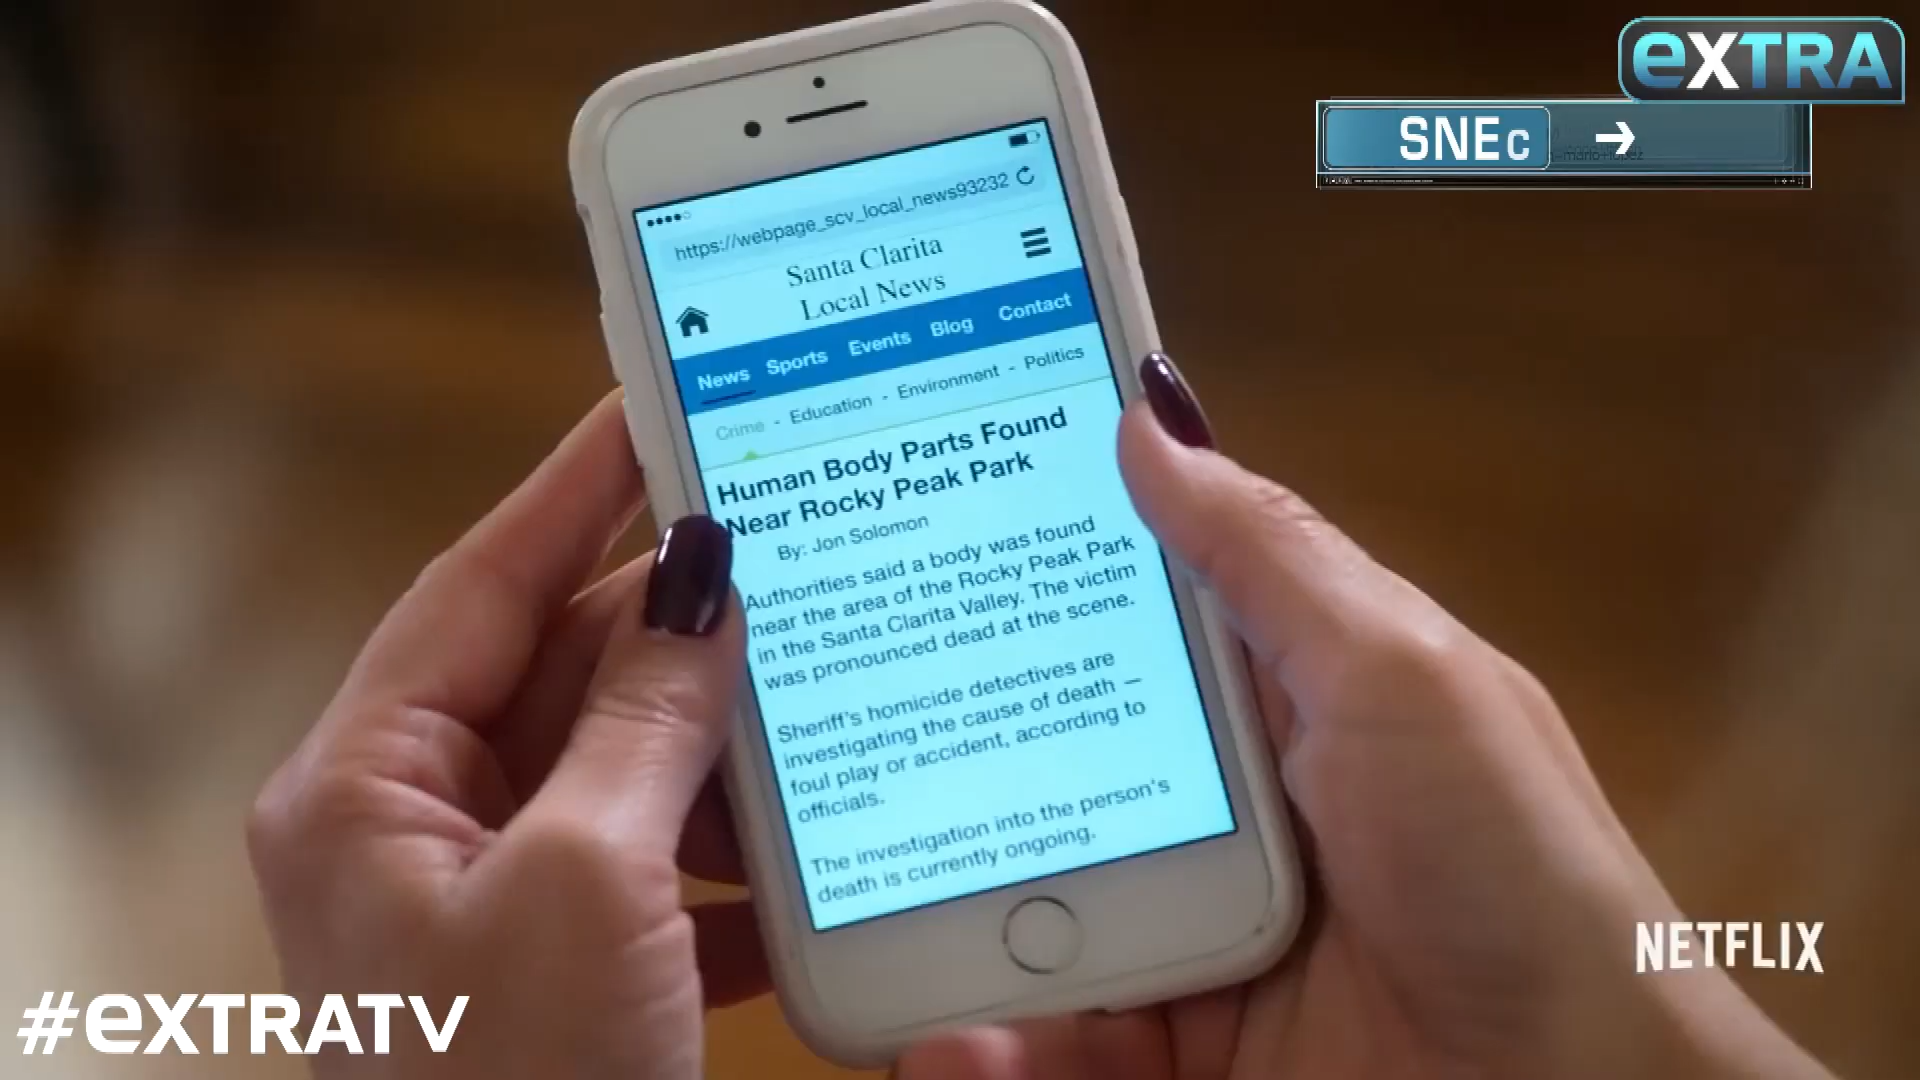 eXTRA
SNEC
https://webpage_scv_local_news93232
Santa Clarita
Local News
News Sports Events Blog Contact
Crime - Education - Environment - Politics
Human Body Parts Found
Near Rocky Peak Park
By: Jon Solomon
Authorities said a body was found
near the area of the Rocky Peak Park
in the Santa Clarita Valley. The victim
was pronounced dead at the scene.
Sheriff's homicide detectives are
investigating the cause of death —
foul play or accident, according to
officials.
The investigation into the person's
death is currently ongoing.
NETFLIX
#eXTRATV